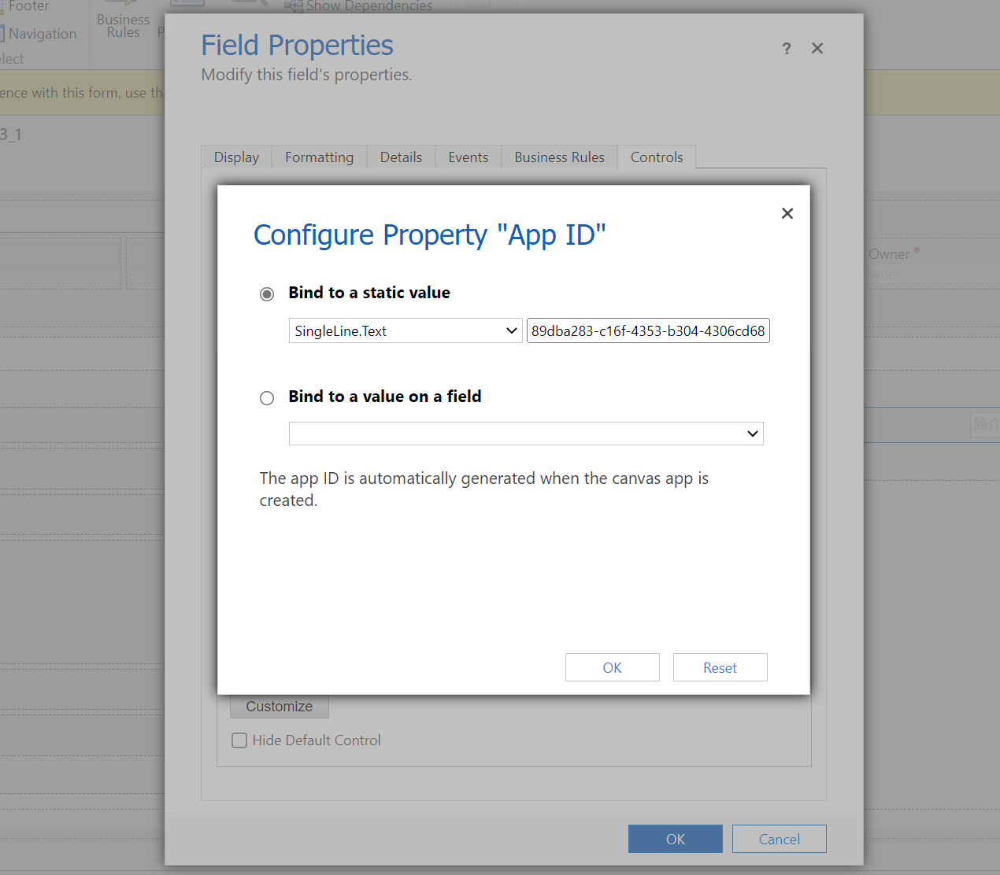 Footer
Show Dependencies
Business
Rules
Navigation
Field Properties
Modify this field's properties.
ence with this form, use th
3_1
Display
Formatting
Details
Events
Business Rules
Controls
Configure Property "App ID"
Bind to a static value
SingleLine.Text
89dba283-c16f-4353-b304-4306cd68
Bind to a value on a field
The app ID is automatically generated when the canvas app is
created.
OK
Reset
Owner *
Owner
简介
Customize
Hide Default Control
OK
Cancel